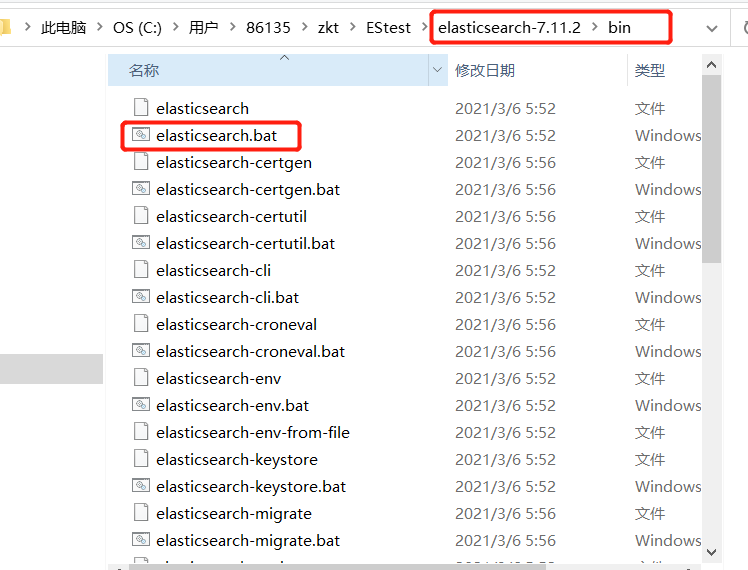 此电脑 > OS (C:) > 用户 > 86135 > zkt > EStest > elasticsearch-7.11.2 > bin
名称 修改日期 类型
elasticsearch 2021/3/6 5:52 文件
elasticsearch.bat 2021/3/6 5:52 Windows
elasticsearch-certgen 2021/3/6 5:56 文件
elasticsearch-certgen.bat 2021/3/6 5:56 Windows
elasticsearch-certutil 2021/3/6 5:56 文件
elasticsearch-certutil.bat 2021/3/6 5:56 Windows
elasticsearch-cli 2021/3/6 5:52 文件
elasticsearch-cli.bat 2021/3/6 5:52 Windows
elasticsearch-croneval 2021/3/6 5:56 文件
elasticsearch-croneval.bat 2021/3/6 5:56 Windows
elasticsearch-env 2021/3/6 5:52 文件
elasticsearch-env.bat 2021/3/6 5:52 Windows
elasticsearch-env-from-file 2021/3/6 5:52 文件
elasticsearch-keystore 2021/3/6 5:52 文件
elasticsearch-keystore.bat 2021/3/6 5:52 Windows
elasticsearch-migrate 2021/3/6 5:56 文件
elasticsearch-migrate.bat 2021/3/6 5:56 Windows